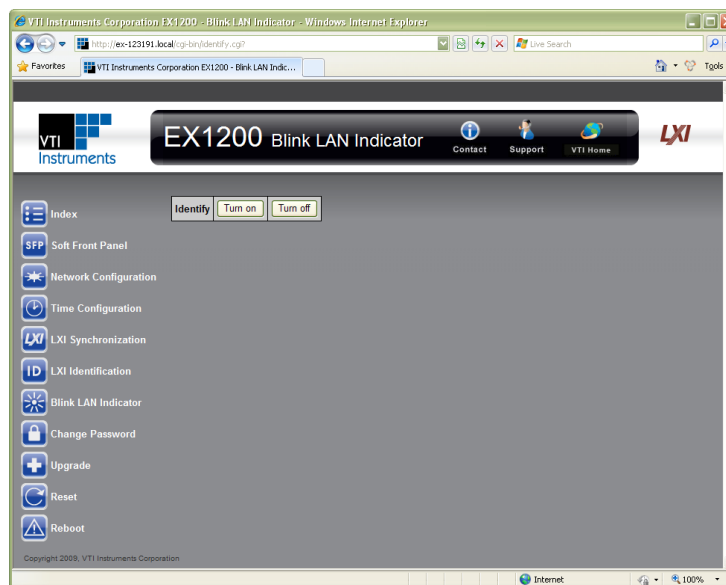 VTI Instruments Corporation EX1200 - Blink LAN Indicator - Windows Internet Explorer
http://ex-123191.local/cgi-bin/identify.cgi?
Live Search
Favorites
VTI Instruments Corporation EX1200 - Blink LAN Indic...
Tools
VTI
Instruments
EX1200 Blink LAN Indicator
Contact
Support
VTI Home
LXI
Identify Turn on Turn off
Index
SFP Soft Front Panel
Network Configuration
Time Configuration
LXI LXI Synchronization
ID LXI Identification
Blink LAN Indicator
Change Password
Upgrade
Reset
Reboot
Copyright 2009, VTI Instruments Corporation
Internet
100%